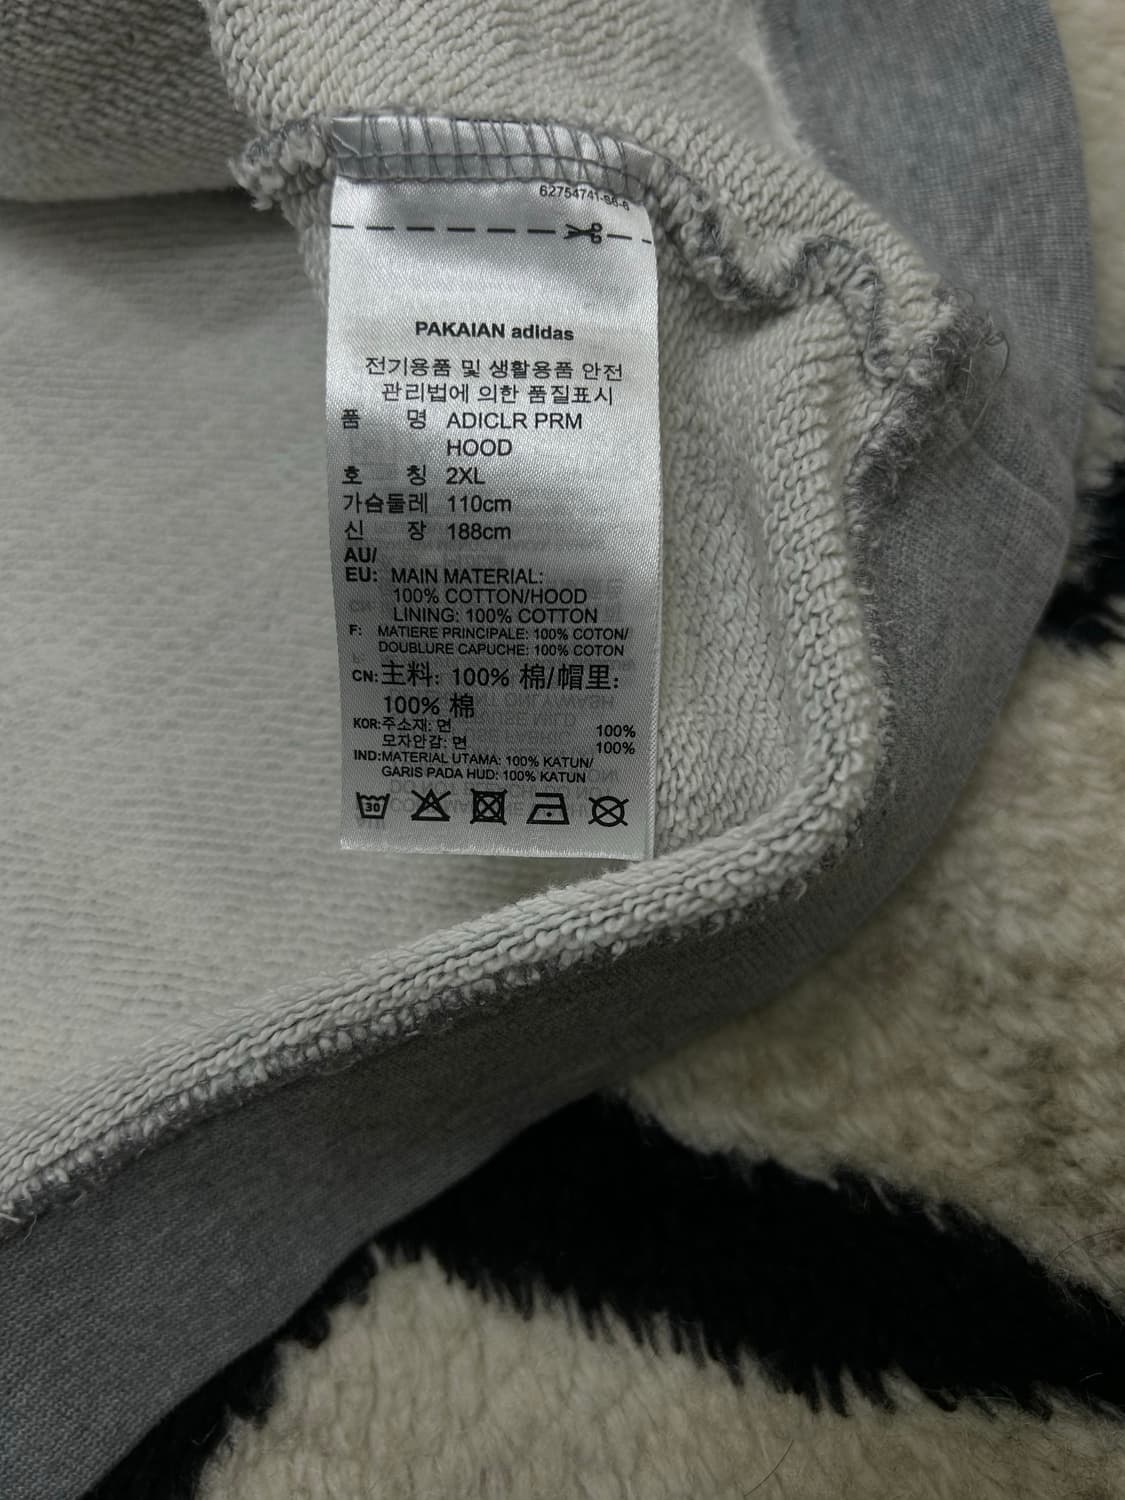 62754741-S6-6
PAKAIAN adidas
전기용품 및 생활용품 안전
관리법에 의한 품질표시
품 명 ADICLR PRM
HOOD
호 칭 2XL
가슴둘레 110cm
신 장 188cm
AU/
EU: MAIN MATERIAL:
100% COTTON/HOOD
LINING: 100% COTTON
F: MATIERE PRINCIPALE: 100% COTON/
DOUBLURE CAPUCHE: 100% COTON
CN: 主料: 100% 棉/帽里:
100% 棉
KOR: 주소재: 면 100%
모자안감: 면 100%
IND: MATERIAL UTAMA: 100% KATUN/
GARIS PADA HUD: 100% KATUN
30